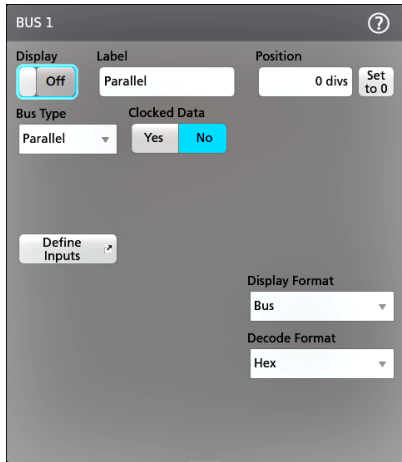 BUS 1
?
Display Label Position
Off Parallel 0 divs Set to 0
Bus Type Clocked Data
Parallel Yes No
Define
Inputs
Display Format
Bus
Decode Format
Hex